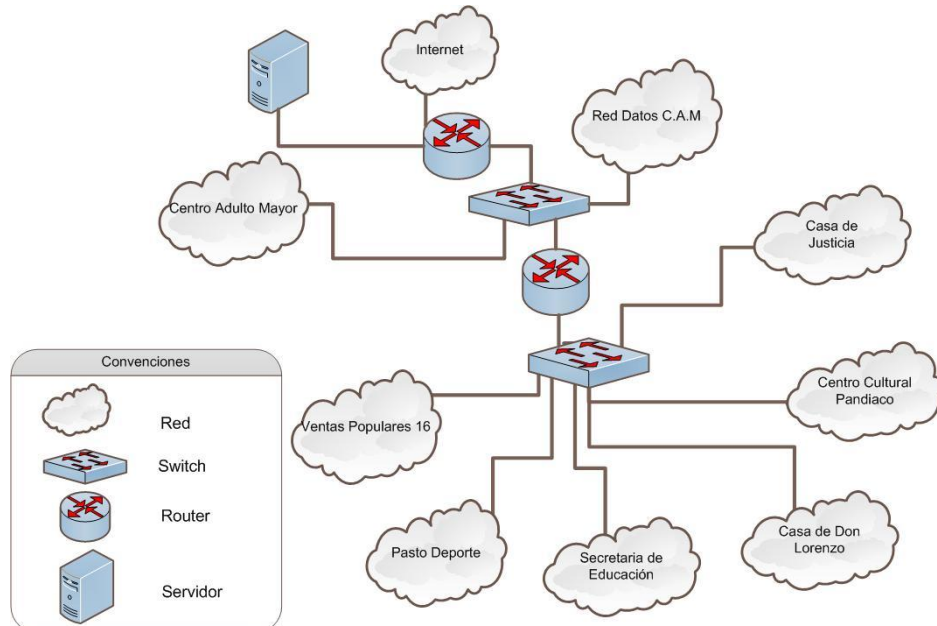 Internet
Red Datos C.A.M
Centro Adulto Mayor
Casa de
Justicia
Convenciones
Red
Switch
Router
Servidor
Ventas Populares 16
Centro Cultural
Pandiaco
Pasto Deporte
Secretaria de
Educación
Casa de Don
Lorenzo